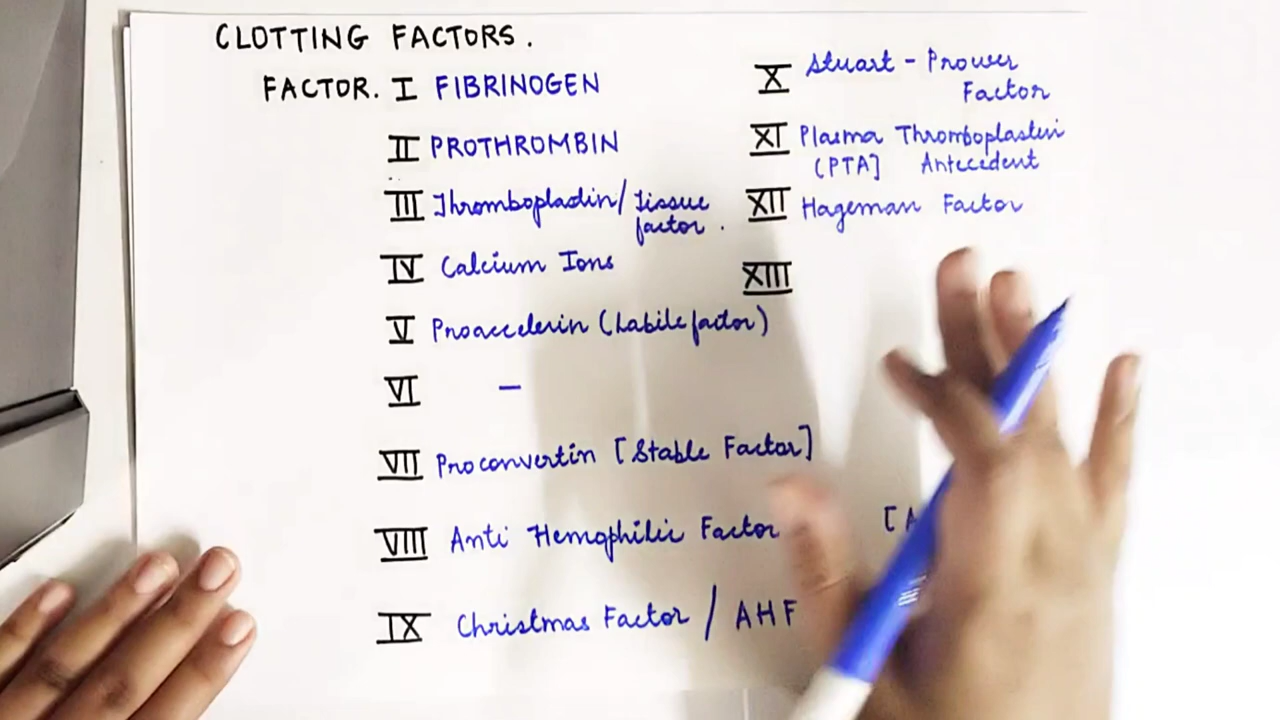 CLOTTING FACTORS.
FACTOR. I FIBRINOGEN
II PROTHROMBIN
III Thrombopladin/Tissue
factor.
IV Calcium Ions
V Proaccelerin (Labile factor)
VI –
VII Proconvertin [Stable Factor]
VIII Anti Hemophilic Factor [A
IX Christmas Factor / AHF
X Stuart - Prower
Factor
XI Plasma Thromboplastin
(PTA] Antecedent
XII Hageman Factor
XIII